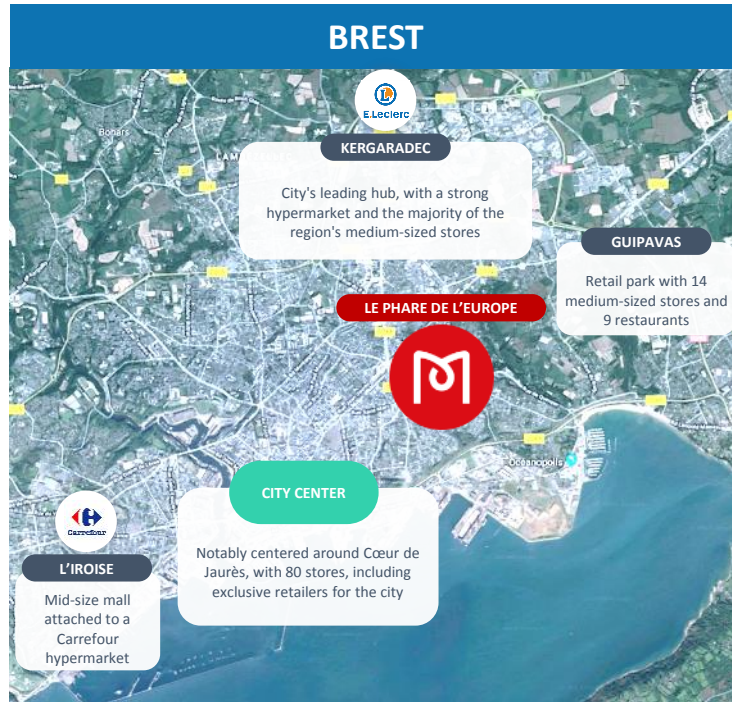 BREST
Bohars
E.Leclerc
KERGARADEC
City's leading hub, with a strong
hypermarket and the majority of the
region's medium-sized stores
GUIPAVAS
Retail park with 14
medium-sized stores and
9 restaurants
LE PHARE DE L'EUROPE
Océanopolis
CITY CENTER
Notably centered around Cœur de
Jaurès, with 80 stores, including
exclusive retailers for the city
Carrefour
L'IROISE
Mid-size mall
attached to a
Carrefour
hypermarket